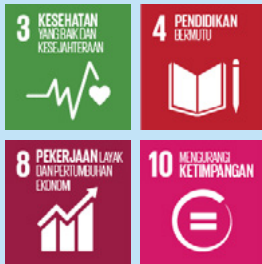 3 KESEHATAN
YANG BAIK DAN
KESEJAHTERAAN
4 PENDIDIKAN
BERMUTU
8 PEKERJAAN LAYAK
DAN PERTUMBUHAN
EKONOMI
10 MENGURANGI
KETIMPANGAN